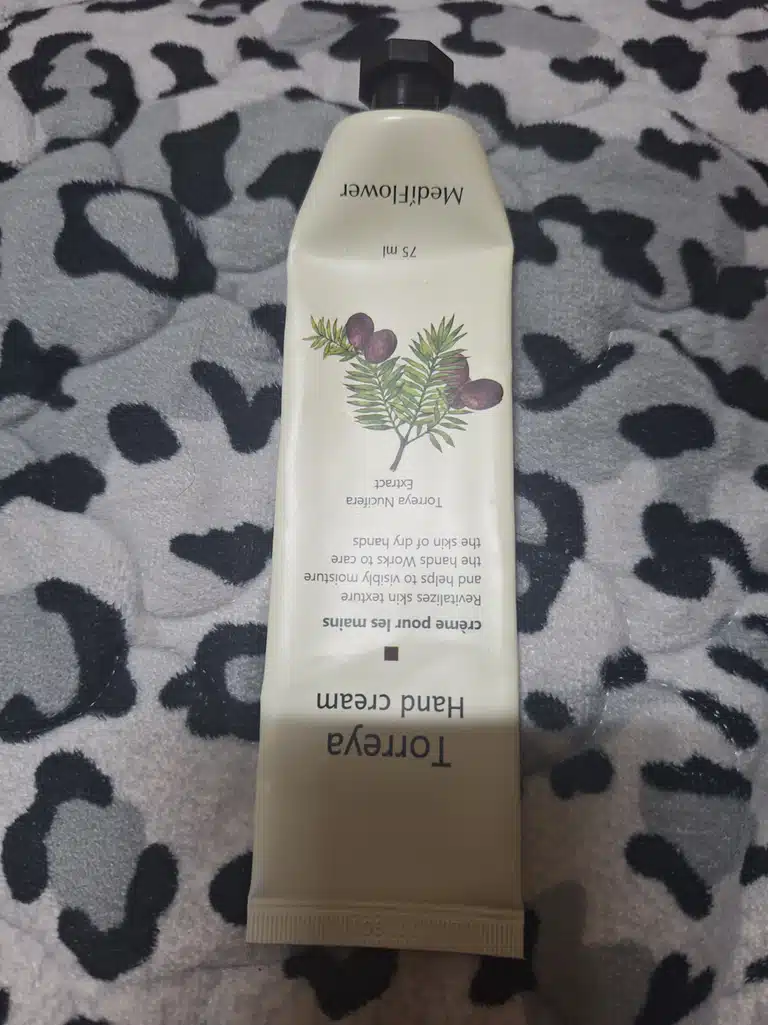 Torreya
Hand cream
crème pour les mains
Revitalizes skin texture
and helps to visibly moisture
the hands Works to care
the skin of dry hands
Torreya Nucifera
Extract
75 ml
MediFlower